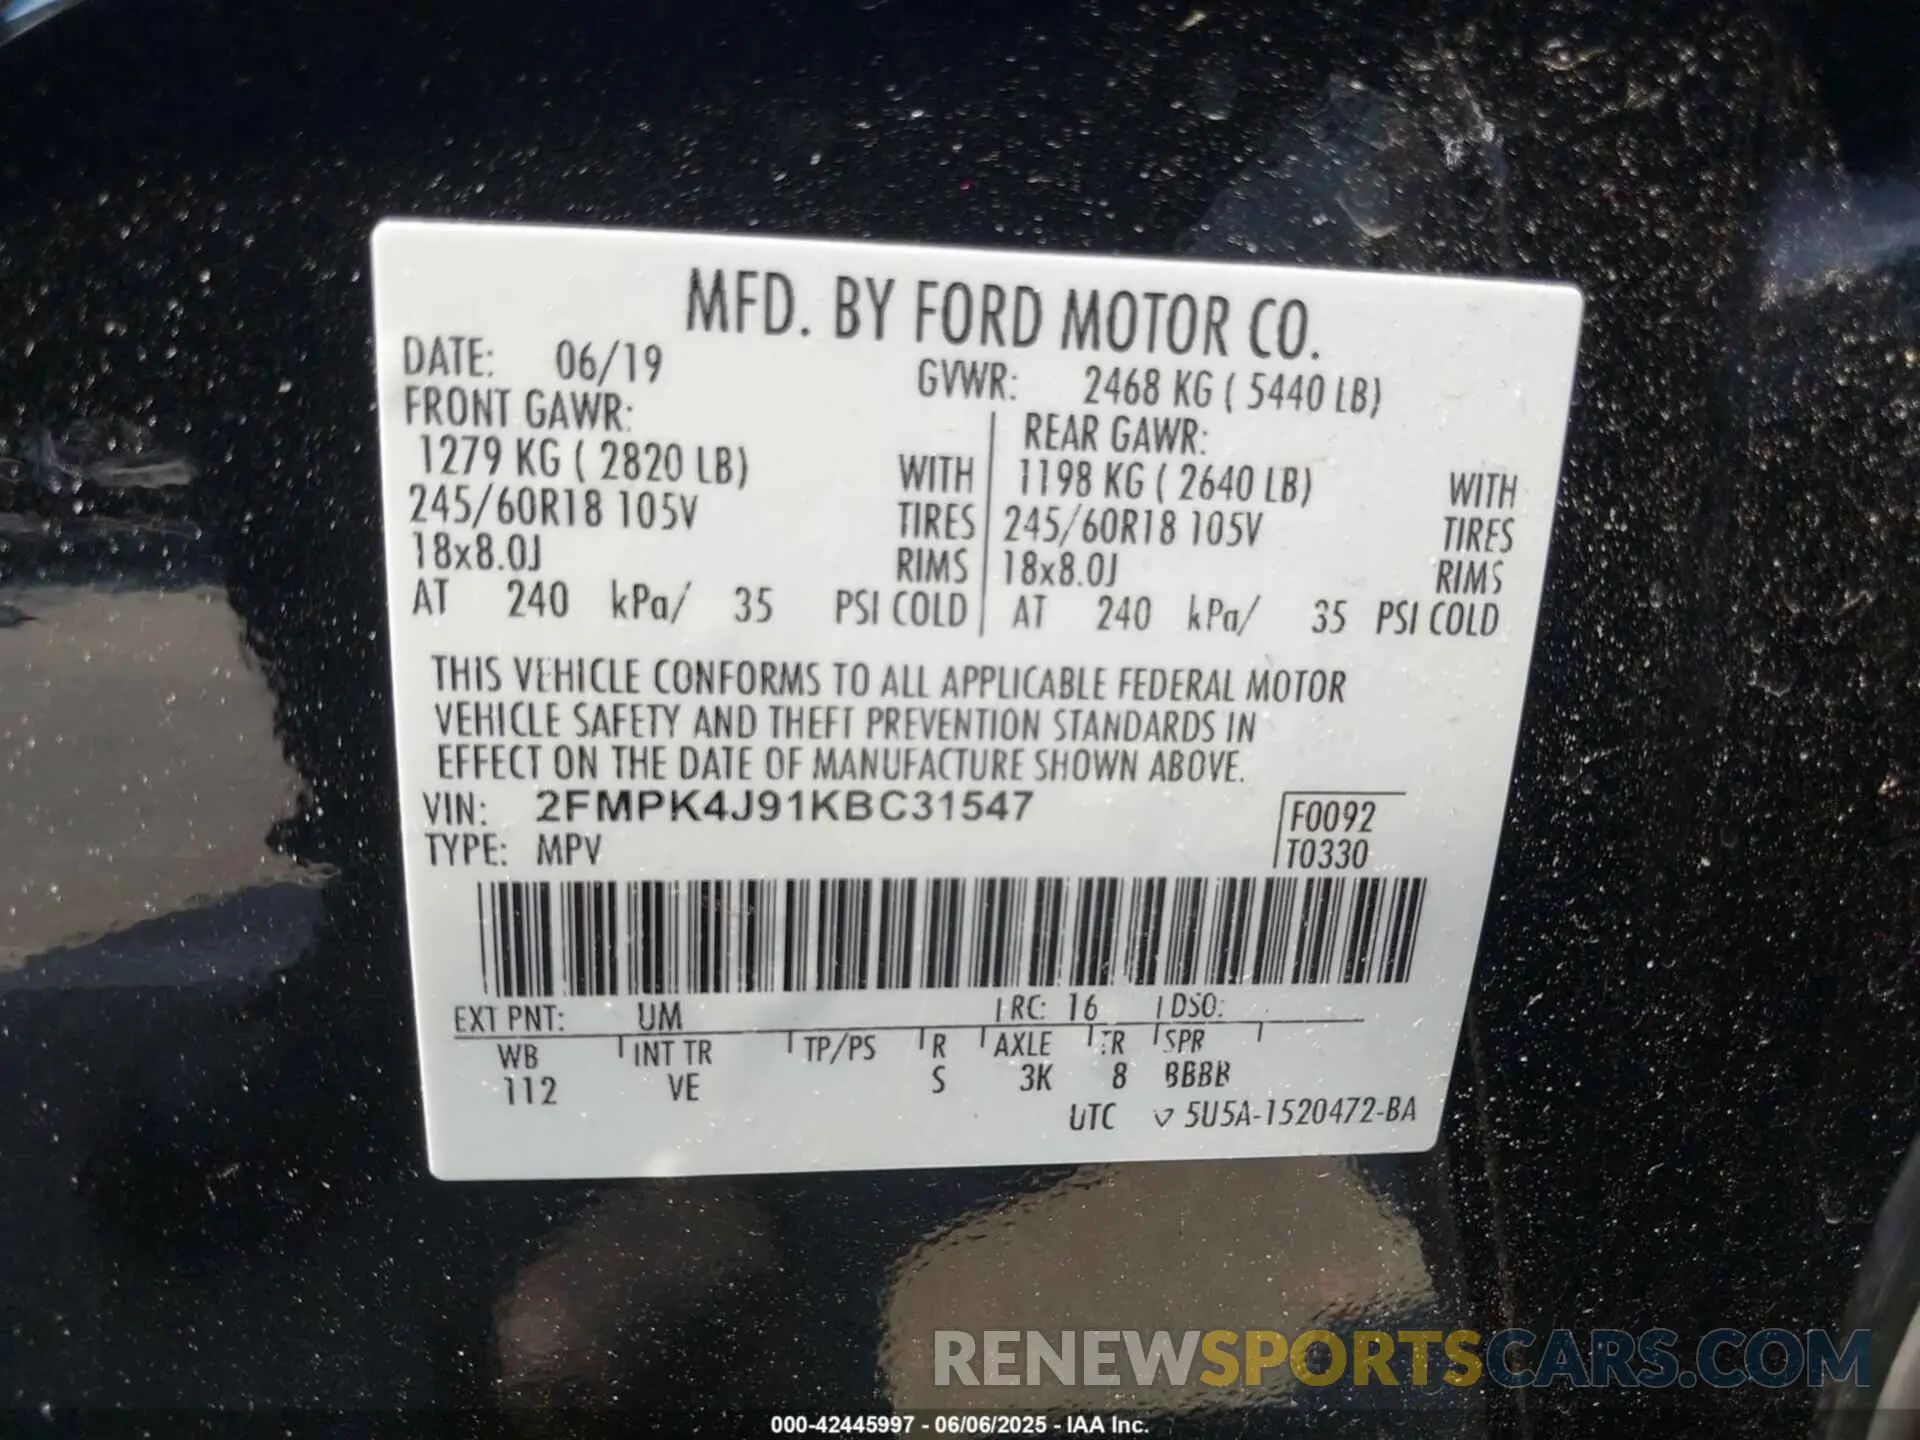 MFD. BY FORD MOTOR CO.
DATE: 06/19 GVWR: 2468 KG ( 5440 LB)
FRONT GAWR: REAR GAWR:
1279 KG ( 2820 LB) WITH 1198 KG ( 2640 LB) WITH
245/60R18 105V TIRES 245/60R18 105V TIRES
18x8.0J RIMS 18x8.0J RIMS
AT 240 kPa/ 35 PSI COLD AT 240 kPa/ 35 PSI COLD
THIS VEHICLE CONFORMS TO ALL APPLICABLE FEDERAL MOTOR
VEHICLE SAFETY AND THEFT PREVENTION STANDARDS IN
EFFECT ON THE DATE OF MANUFACTURE SHOWN ABOVE.
VIN: 2FMPK4J91KBC31547 F0092
TYPE: MPV T0330
EXT PNT: UM RC: 16 DSO:
WB INT TR TP/PS R AXLE TR SPR
112 VE S 3K 8 BBBB
UTC 5U5A-1520472-BA
RENEWSPORTSCARS.COM
000-42445997 - 06/06/2025 - IAA Inc.